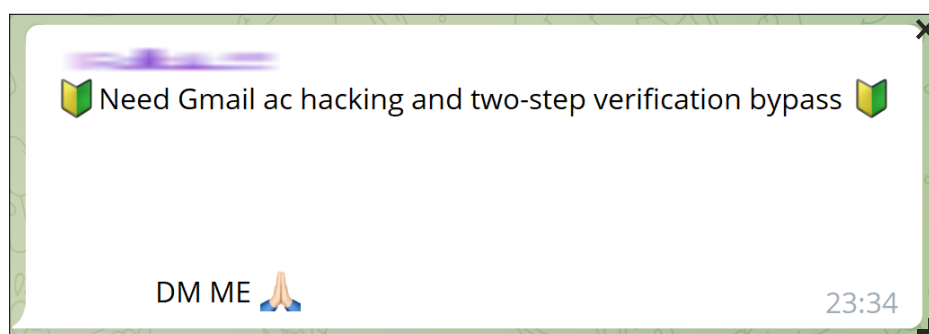 🔰Need Gmail ac hacking and two-step verification bypass 🔰
DM ME 🙏🏻
23:34